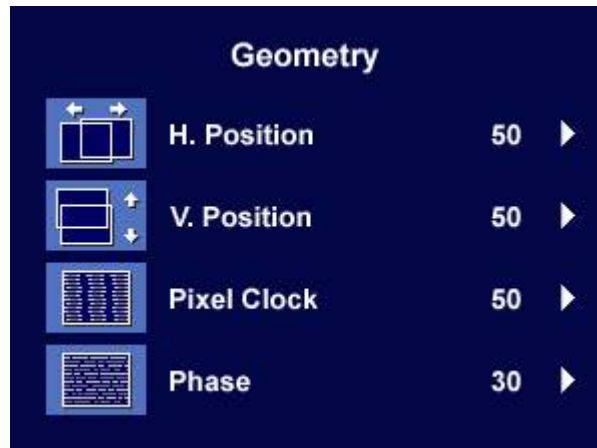 Geometry
H. Position 50
V. Position 50
Pixel Clock 50
Phase 30